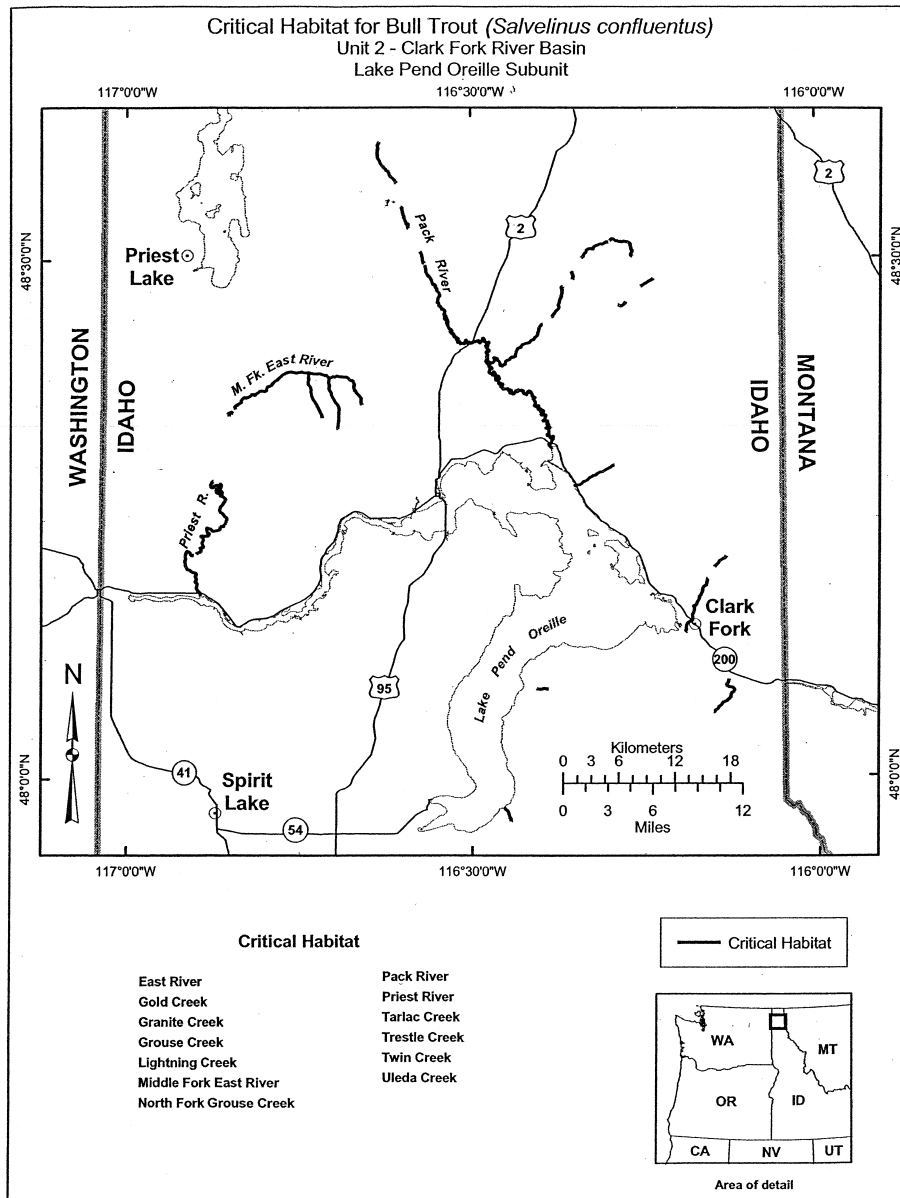 Critical Habitat for Bull Trout (Salvelinus confluentus)
Unit 2 - Clark Fork River Basin
Lake Pend Oreille Subunit
117°0'0"W
116°30'0"W
116°0'0"W
2
2
Pack River
Priest
Lake
48°30'0"N
48°30'0"N
WASHINGTON
IDAHO
M. Fk. East River
IDAHO
MONTANA
Priest R.
Clark
Fork
Lake Pend Oreille
200
N
95
Kilometers
0 3 6 12 18
0 3 6 12
Miles
41
Spirit
Lake
54
48°0'0"N
48°0'0"N
117°0'0"W
116°30'0"W
116°0'0"W
Critical Habitat
East River
Gold Creek
Granite Creek
Grouse Creek
Lightning Creek
Middle Fork East River
North Fork Grouse Creek
Pack River
Priest River
Tarlac Creek
Trestle Creek
Twin Creek
Uleda Creek
Critical Habitat
WA
MT
OR
ID
CA
NV
UT
Area of detail